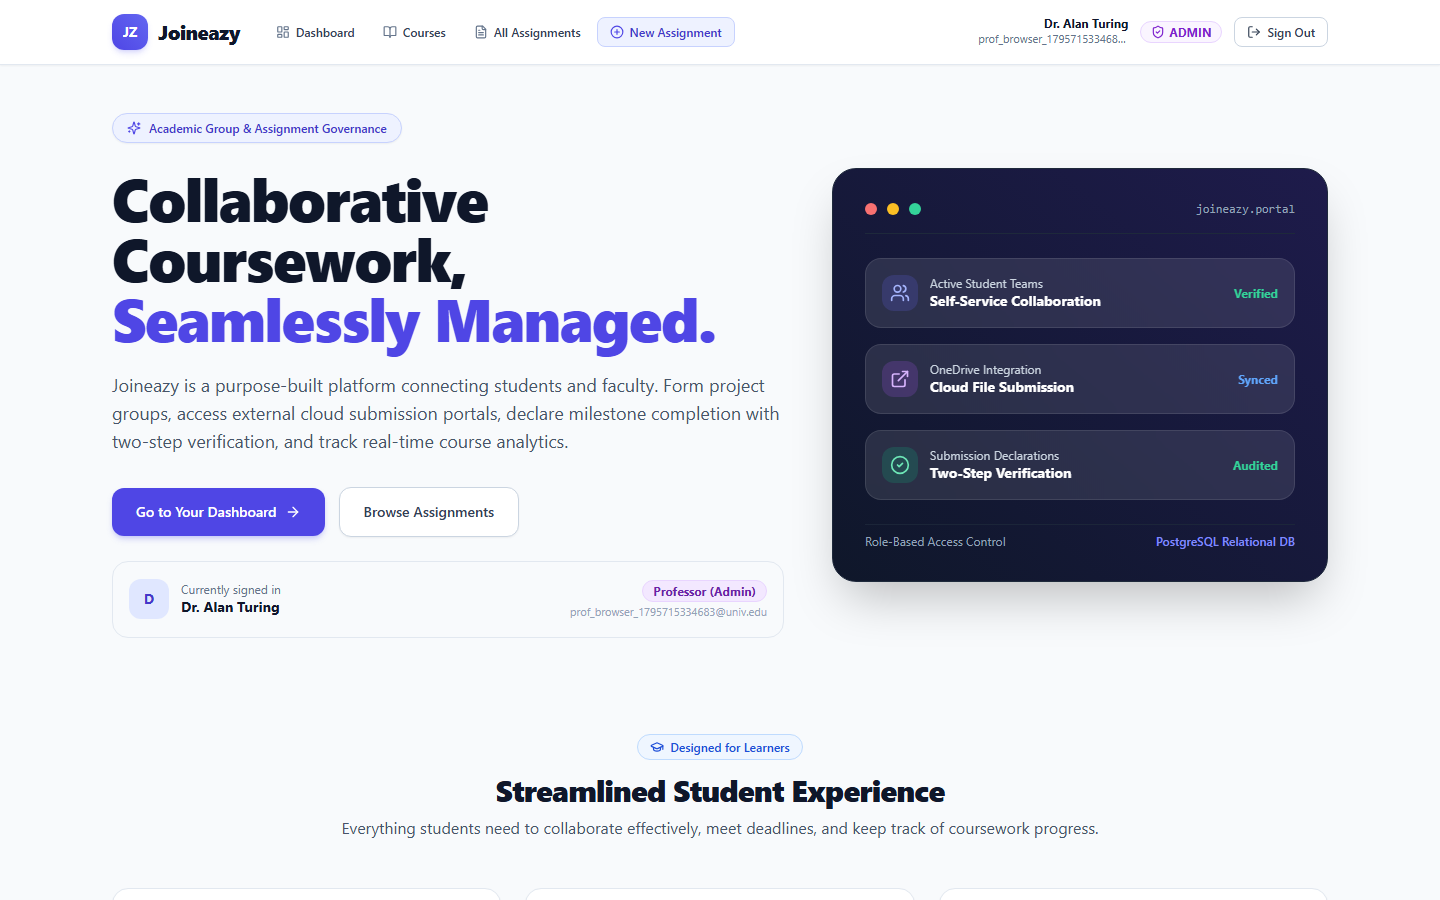 JZ Joineazy Dashboard Courses All Assignments New Assignment
Dr. Alan Turing
prof_browser_179571533468...
ADMIN
Sign Out
Academic Group & Assignment Governance
Collaborative
Coursework,
Seamlessly Managed.
Joineazy is a purpose-built platform connecting students and faculty. Form project
groups, access external cloud submission portals, declare milestone completion with
two-step verification, and track real-time course analytics.
Go to Your Dashboard
Browse Assignments
D
Currently signed in
Dr. Alan Turing
Professor (Admin)
prof_browser_1795715334683@univ.edu
joineazy.portal
Active Student Teams
Self-Service Collaboration
Verified
OneDrive Integration
Cloud File Submission
Synced
Submission Declarations
Two-Step Verification
Audited
Role-Based Access Control
PostgreSQL Relational DB
Designed for Learners
Streamlined Student Experience
Everything students need to collaborate effectively, meet deadlines, and keep track of coursework progress.